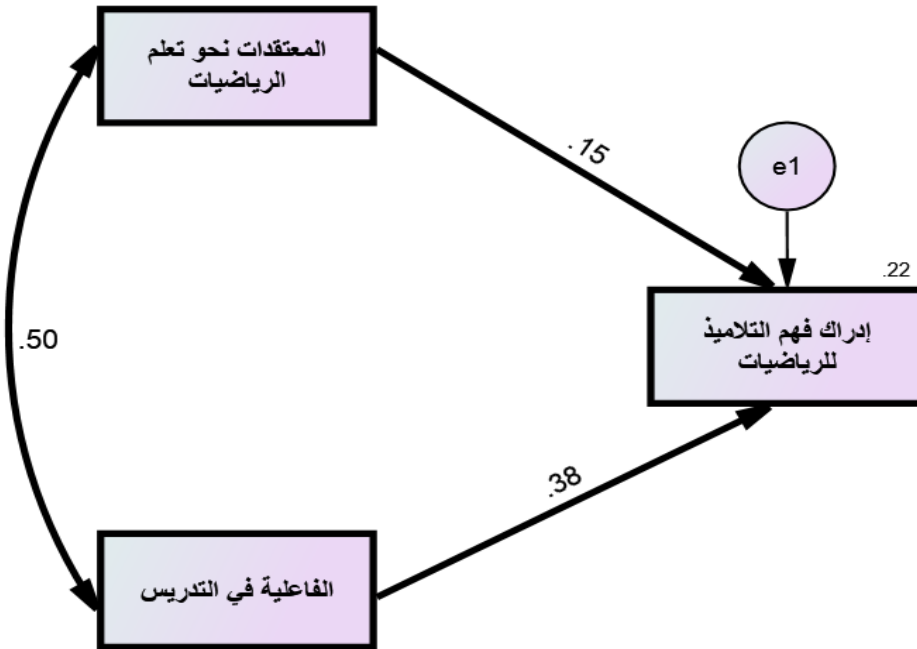 المعتقدات نحو تعلم
الرياضيات
.15
e1
.22
إدراك فهم التلاميذ
للرياضيات
.50
.38
الفاعلية في التدريس